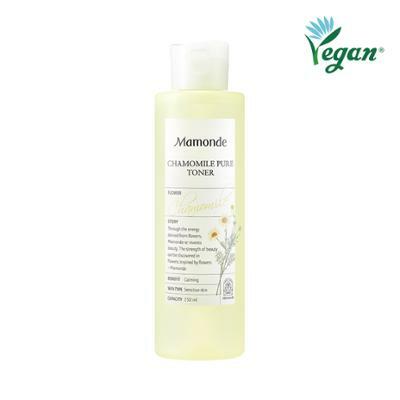 Vegan®
Mamonde
CHAMOMILE PURE
TONER
FLOWER
Chamomile
STORY
Through the energy
derived from flowers,
Mamonde re-invents
beauty. The strength of beauty
can be discovered in
flowers. Inspired by flowers
- Mamonde
BENEFIT Calming
SKIN TYPE Sensitive skin
CAPACITY 250 ml